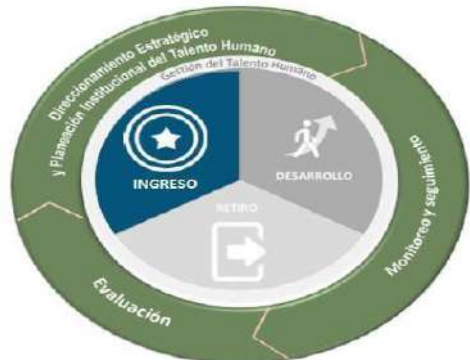 Direccionamiento Estratégico
y Planeación Institucional del Talento Humano
Gestión del Talento Humano
INGRESO
DESARROLLO
RETIRO
Monitoreo y seguimiento
Evaluación